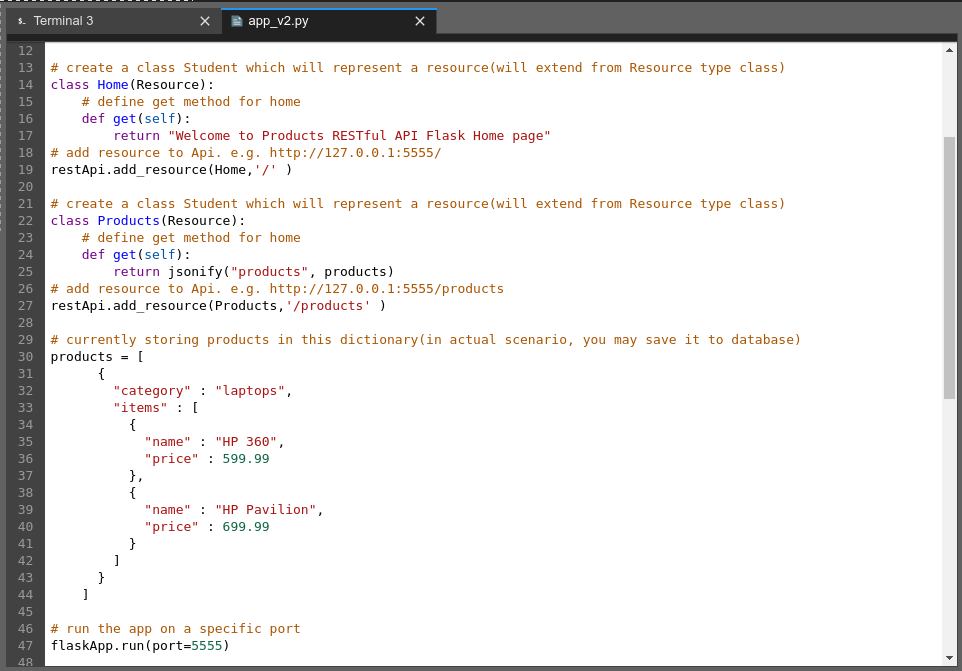 Terminal 3
app_v2.py
12
13 # create a class Student which will represent a resource(will extend from Resource type class)
14 class Home(Resource):
15     # define get method for home
16     def get(self):
17         return "Welcome to Products RESTful API Flask Home page"
18 # add resource to Api. e.g. http://127.0.0.1:5555/
19 restApi.add_resource(Home,'/' )
20
21 # create a class Student which will represent a resource(will extend from Resource type class)
22 class Products(Resource):
23     # define get method for home
24     def get(self):
25         return jsonify("products", products)
26 # add resource to Api. e.g. http://127.0.0.1:5555/products
27 restApi.add_resource(Products,'/products' )
28
29 # currently storing products in this dictionary(in actual scenario, you may save it to database)
30 products = [
31       {
32         "category" : "laptops",
33         "items" : [
34           {
35             "name" : "HP 360",
36             "price" : 599.99
37           },
38           {
39             "name" : "HP Pavilion",
40             "price" : 699.99
41           }
42         ]
43       }
44     ]
45
46 # run the app on a specific port
47 flaskApp.run(port=5555)
48